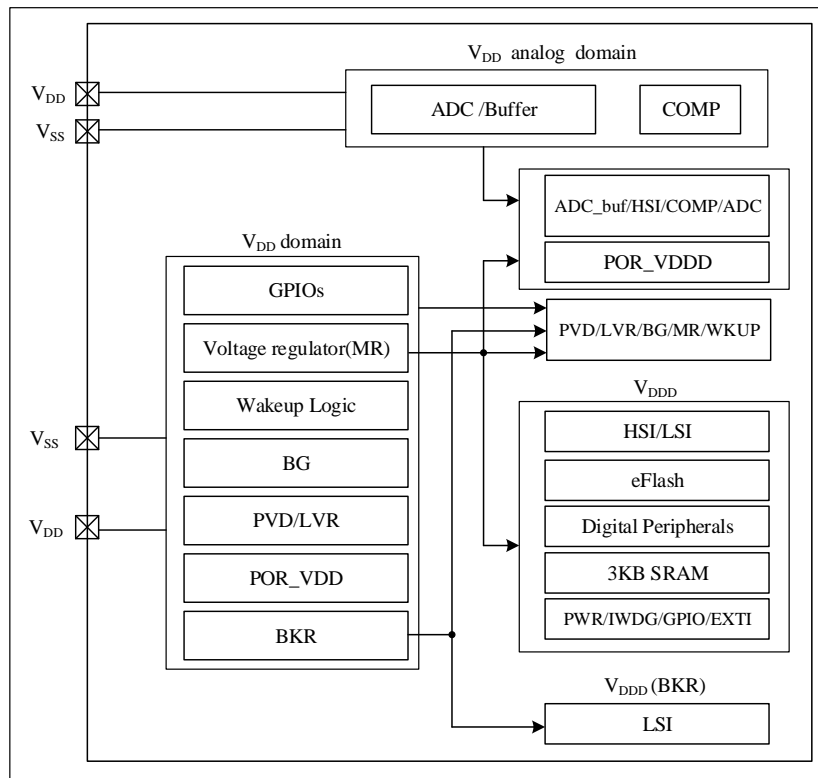 V_DD analog domain
V_DD
ADC /Buffer
COMP
V_SS
ADC_buf/HSI/COMP/ADC
V_DD domain
POR_VDDD
GPIOs
PVD/LVR/BG/MR/WKUP
Voltage regulator(MR)
V_DDD
Wakeup Logic
HSI/LSI
V_SS
BG
eFlash
V_DD
PVD/LVR
Digital Peripherals
POR_VDD
3KB SRAM
PWR/IWDG/GPIO/EXTI
BKR
V_DDD (BKR)
LSI